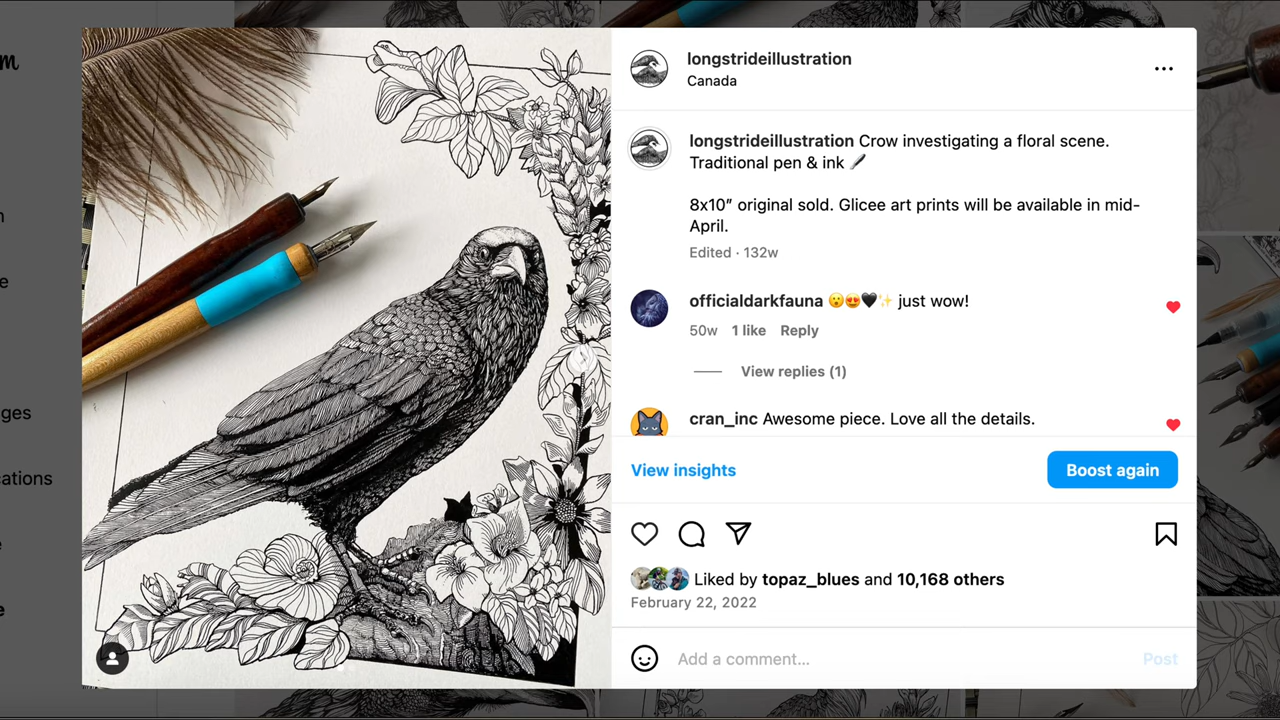 m
n
e
ges
ations
e
e
longstrideillustration
Canada
longstrideillustration Crow investigating a floral scene.
Traditional pen & ink 🖋
8x10” original sold. Glicee art prints will be available in mid-
April.
Edited · 132w
officialdarkfauna 😮😍🖤✨ just wow!
50w 1 like Reply
View replies (1)
cran_inc Awesome piece. Love all the details.
View insights
Boost again
Liked by topaz_blues and 10,168 others
February 22, 2022
Add a comment...
Post